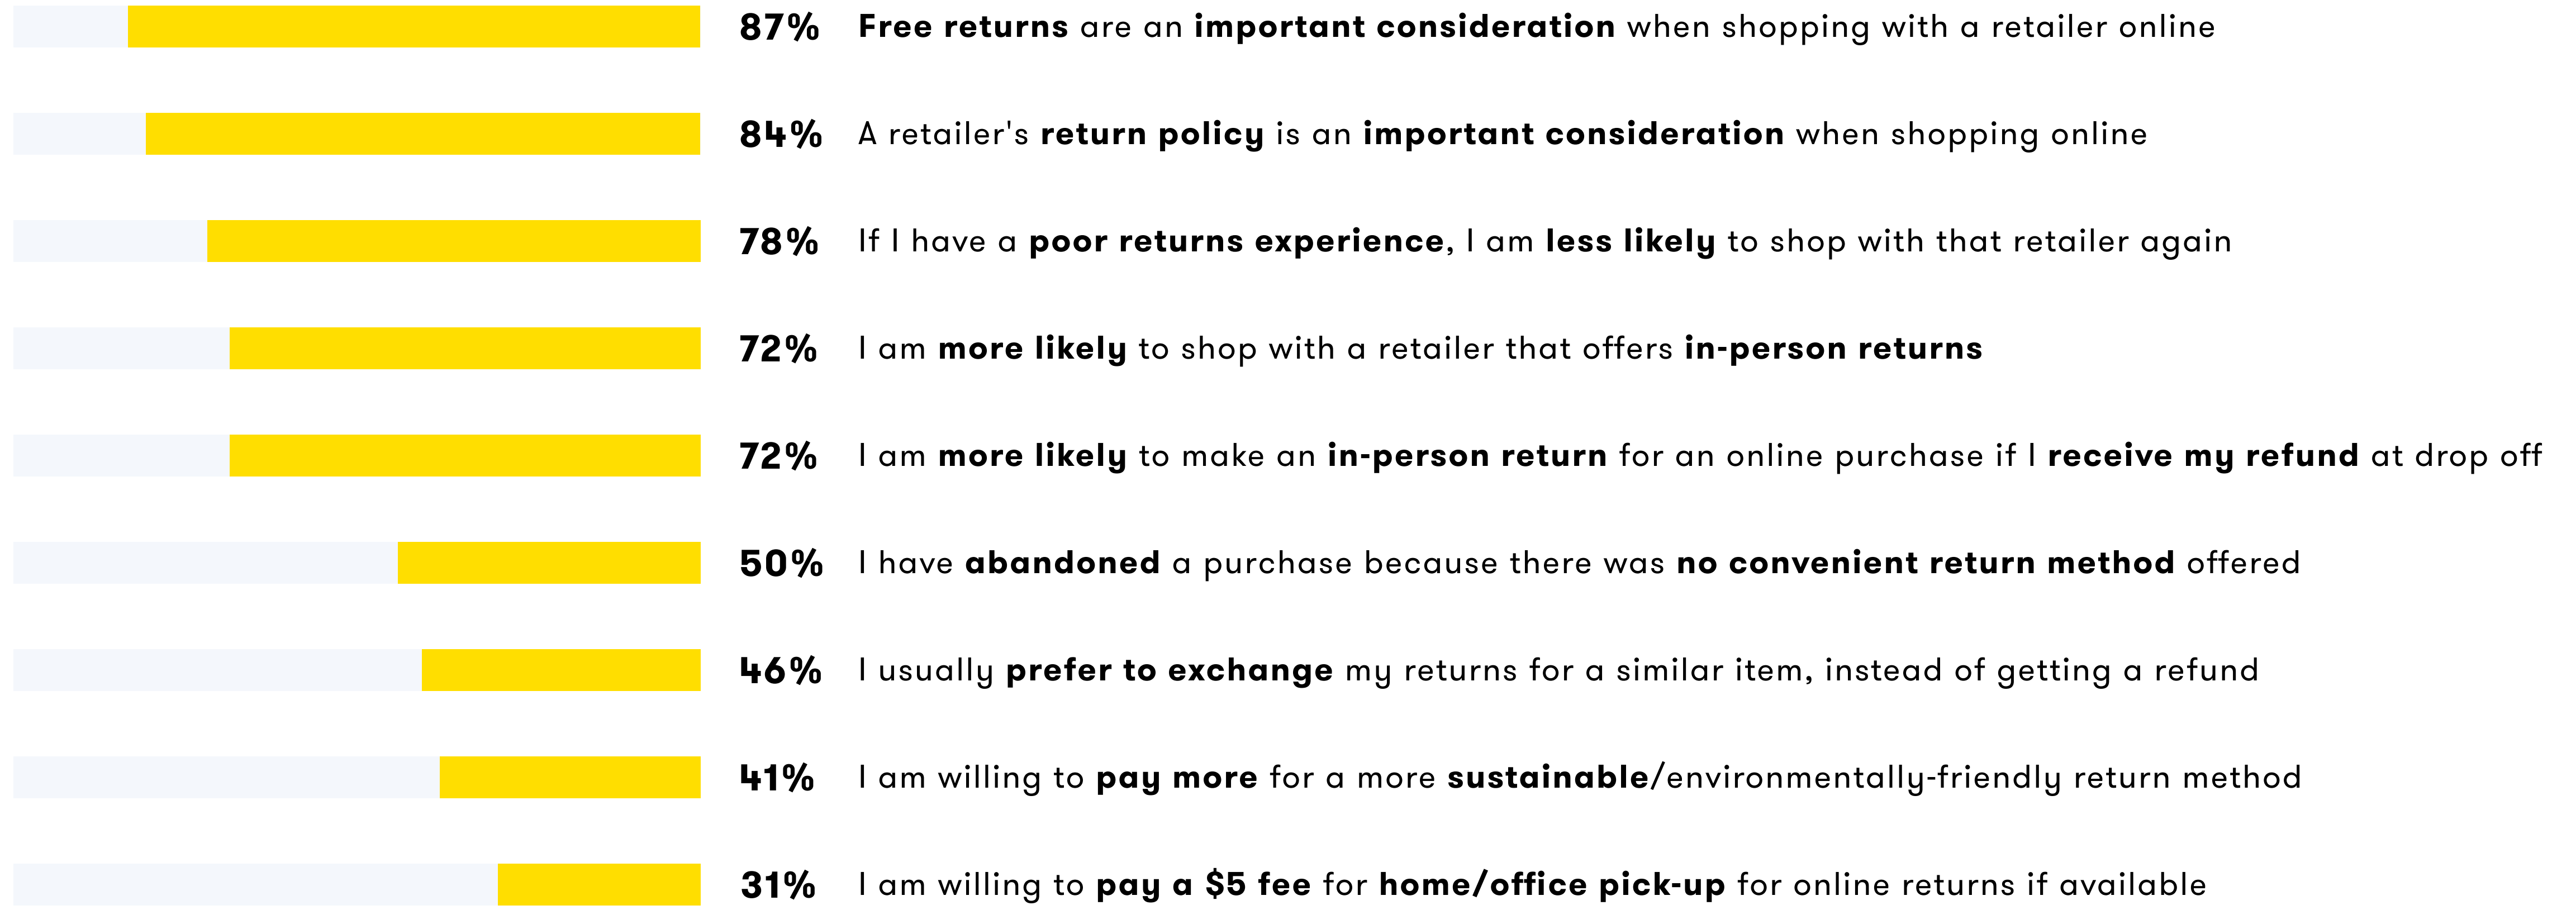 87% Free returns are an important consideration when shopping with a retailer online
84% A retailer's return policy is an important consideration when shopping online
78% If I have a poor returns experience, I am less likely to shop with that retailer again
72% I am more likely to shop with a retailer that offers in-person returns
72% I am more likely to make an in-person return for an online purchase if I receive my refund at drop off
50% I have abandoned a purchase because there was no convenient return method offered
46% I usually prefer to exchange my returns for a similar item, instead of getting a refund
41% I am willing to pay more for a more sustainable/environmentally-friendly return method
31% I am willing to pay a $5 fee for home/office pick-up for online returns if available